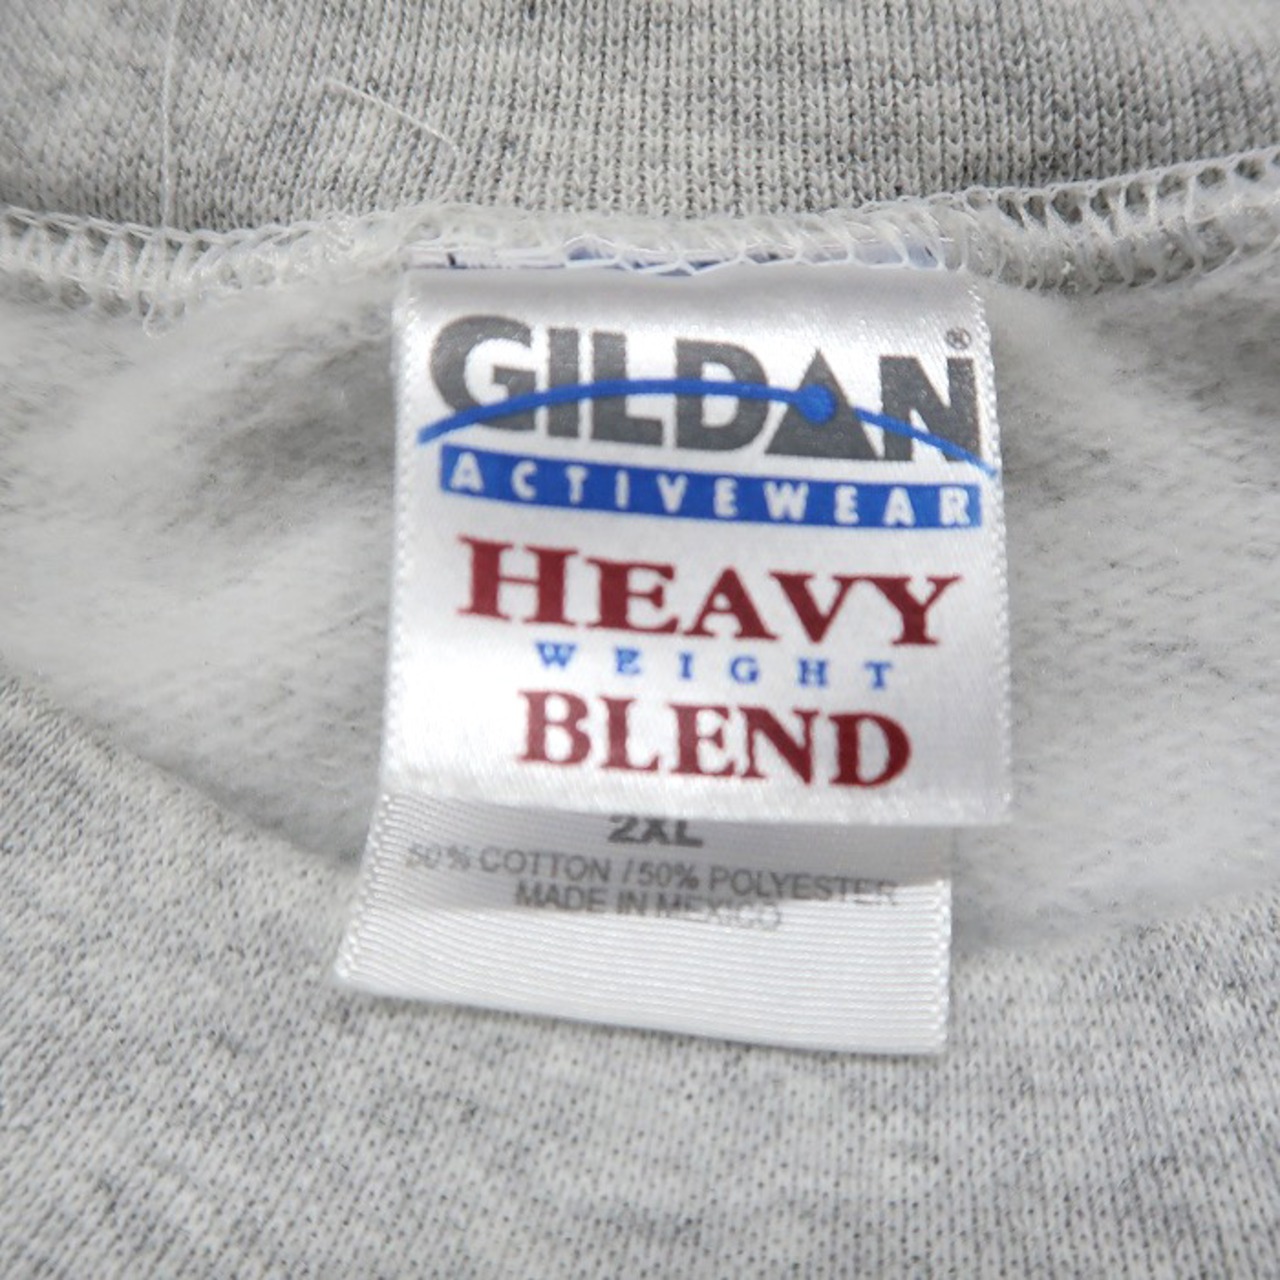 GILDAN®
ACTIVEWEAR
HEAVY
WEIGHT
BLEND
2XL
50% COTTON / 50% POLYESTER
MADE IN MEXICO